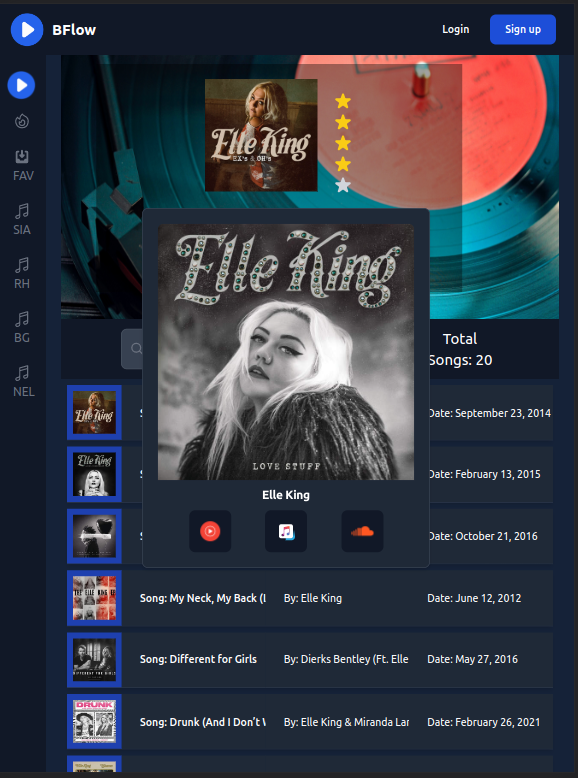 BFlow
Login
Sign up
FAV
SIA
RH
BG
NEL
Elle King
EX's & OH's
Total
Songs: 20
Elle King
LOVE STUFF
Elle King
Date: September 23, 2014
Date: February 13, 2015
Date: October 21, 2016
Song: My Neck, My Back (I
By: Elle King
Date: June 12, 2012
Song: Different for Girls
By: Dierks Bentley (Ft. Elle
Date: May 27, 2016
DRUNK
Song: Drunk (And I Don't
By: Elle King & Miranda Lar
Date: February 26, 2021